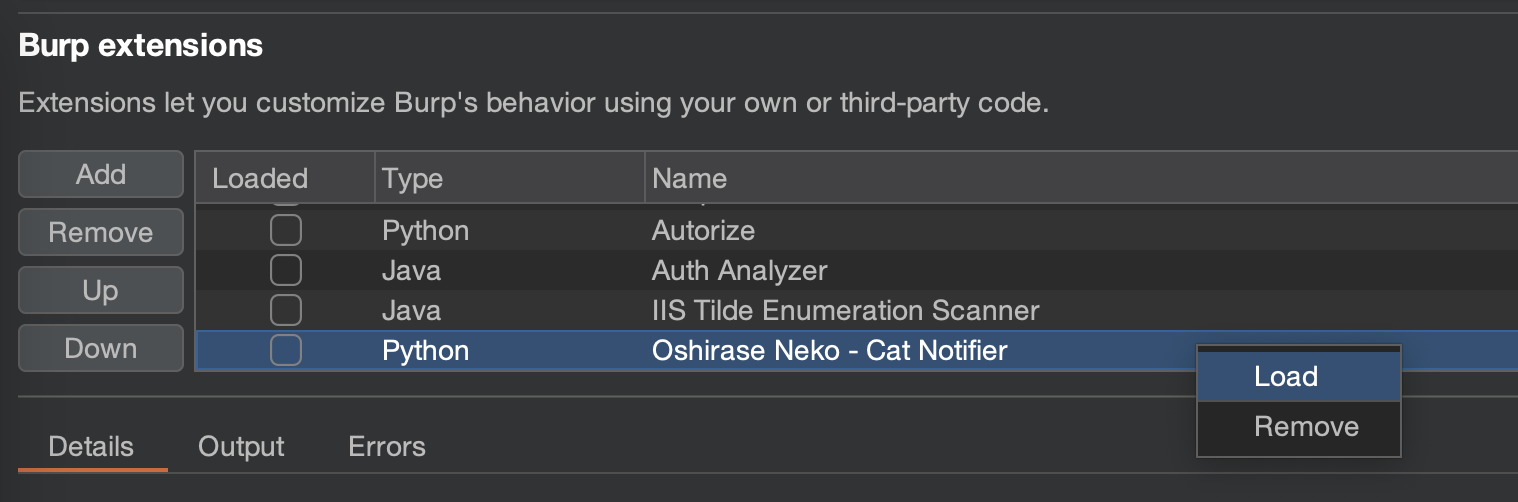 Burp extensions
Extensions let you customize Burp's behavior using your own or third-party code.
Add
Remove
Up
Down
Loaded Type Name
Python Autorize
Java Auth Analyzer
Java IIS Tilde Enumeration Scanner
Python Oshirase Neko - Cat Notifier
Load
Remove
Details Output Errors